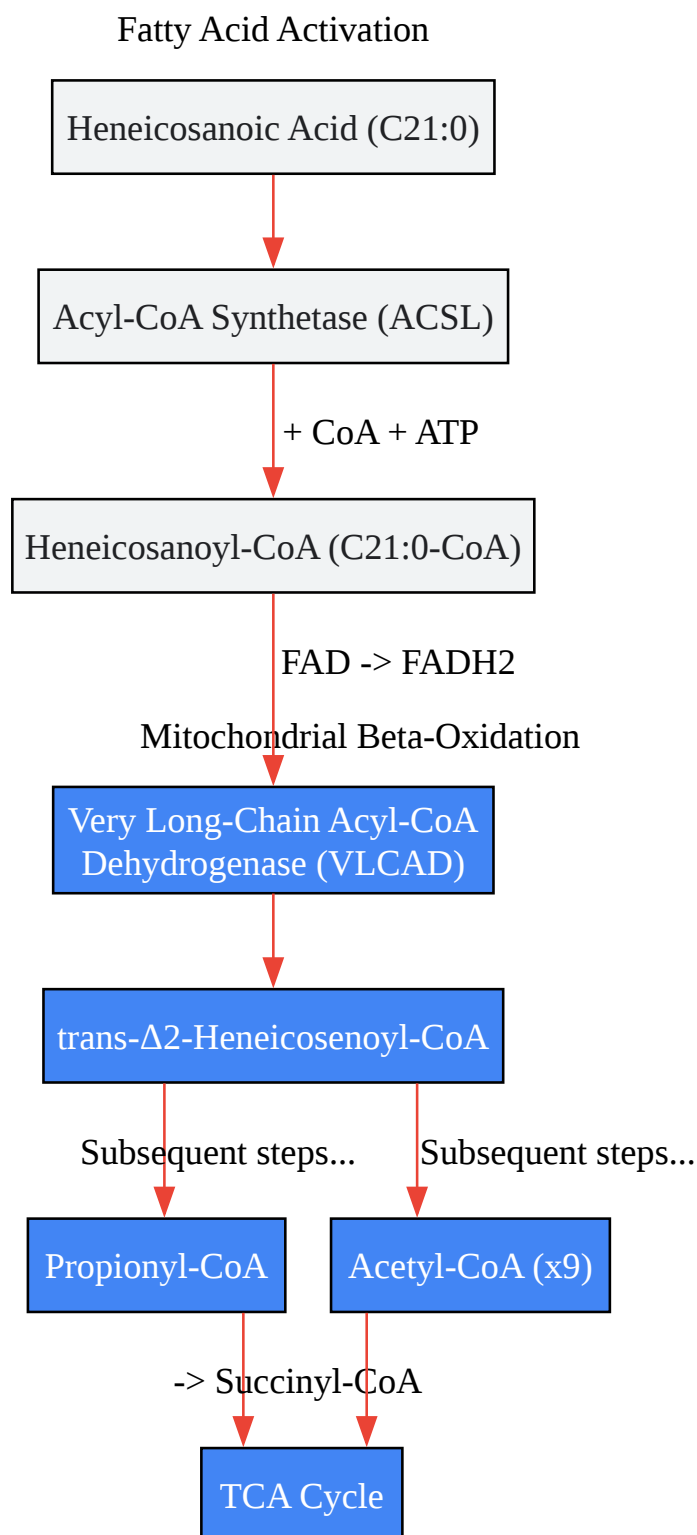 Fatty Acid Activation
Heneicosanoic Acid (C21:0)
Acyl-CoA Synthetase (ACSL)
+ CoA + ATP
Heneicosanoyl-CoA (C21:0-CoA)
FAD -> FADH2
Mitochondrial Beta-Oxidation
Very Long-Chain Acyl-CoA
Dehydrogenase (VLCAD)
trans-Δ2-Heneicosenoyl-CoA
Subsequent steps...
Subsequent steps...
Propionyl-CoA
Acetyl-CoA (x9)
-> Succinyl-CoA
TCA Cycle